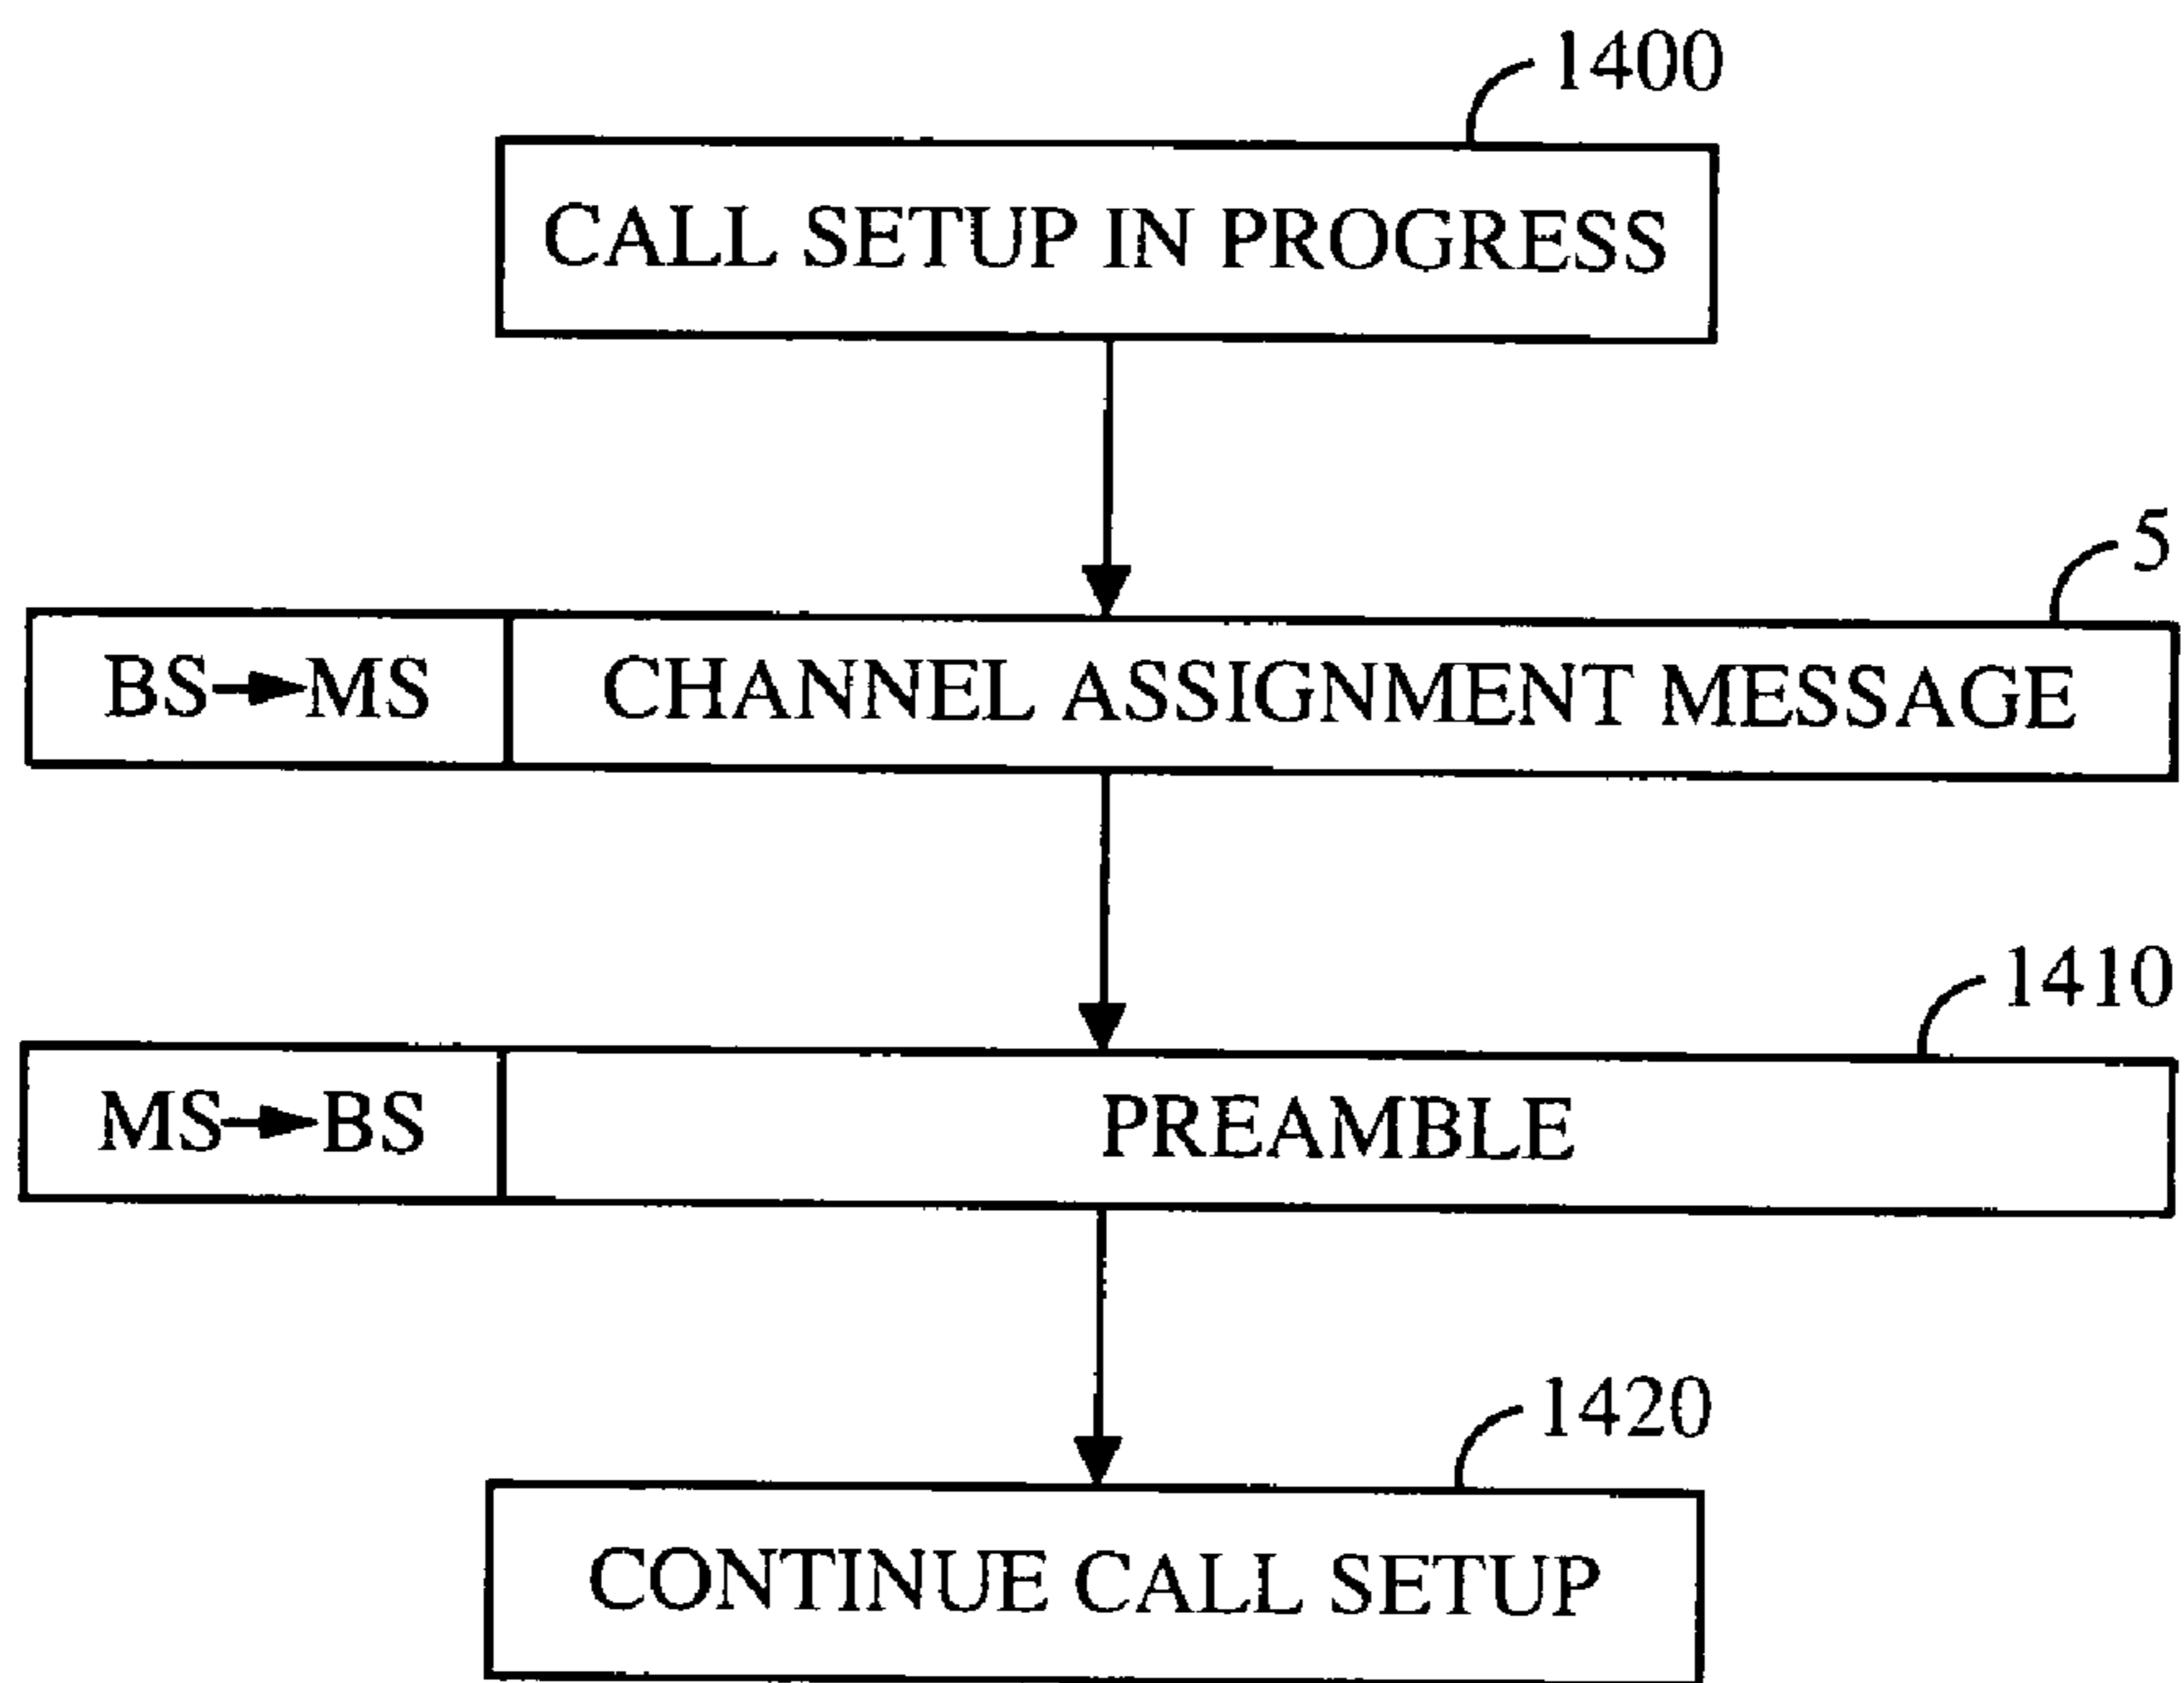 1400
CALL SETUP IN PROGRESS
5
BS→MS CHANNEL ASSIGNMENT MESSAGE
1410
MS→BS PREAMBLE
1420
CONTINUE CALL SETUP